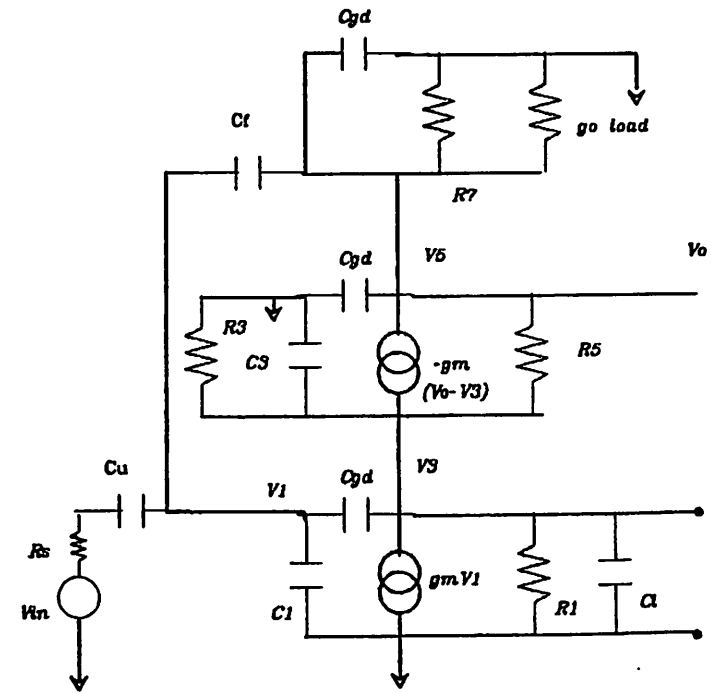 Cgd
Cf
go load
R7
V5
Vo
Cgd
R3
C3
-gm
(Vo-V3)
R5
Cu
V1
Cgd
V3
Rs
Vin
C1
gmV1
R1
Cl